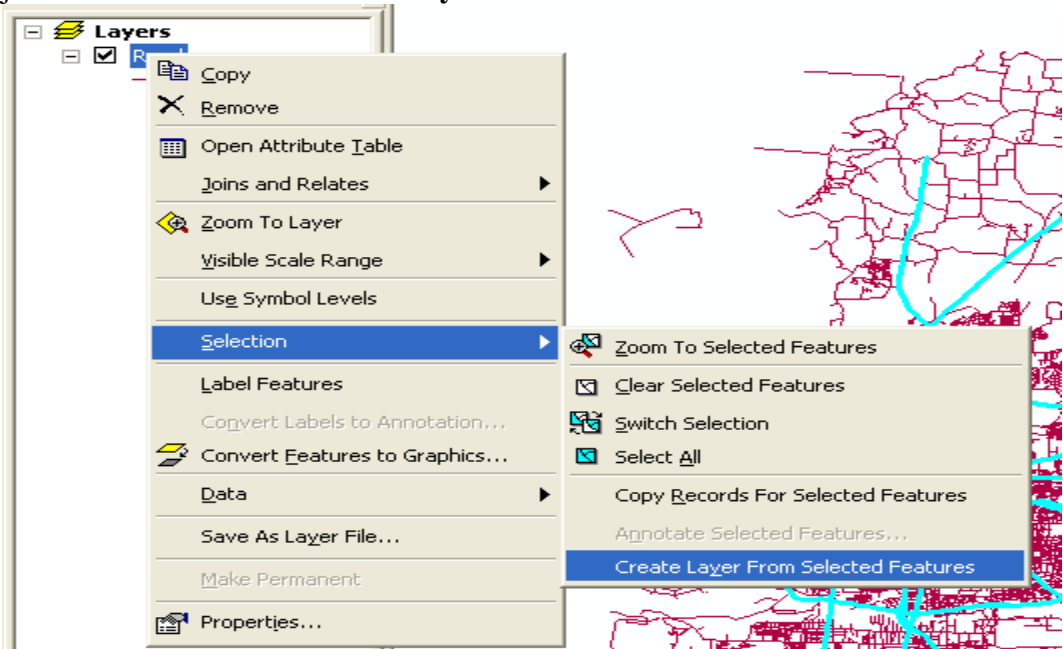 Layers
Copy
Remove
Open Attribute Table
Joins and Relates
Zoom To Layer
Visible Scale Range
Use Symbol Levels
Selection
Label Features
Convert Labels to Annotation...
Convert Features to Graphics...
Data
Save As Layer File...
Make Permanent
Properties...
Zoom To Selected Features
Clear Selected Features
Switch Selection
Select All
Copy Records For Selected Features
Annotate Selected Features...
Create Layer From Selected Features